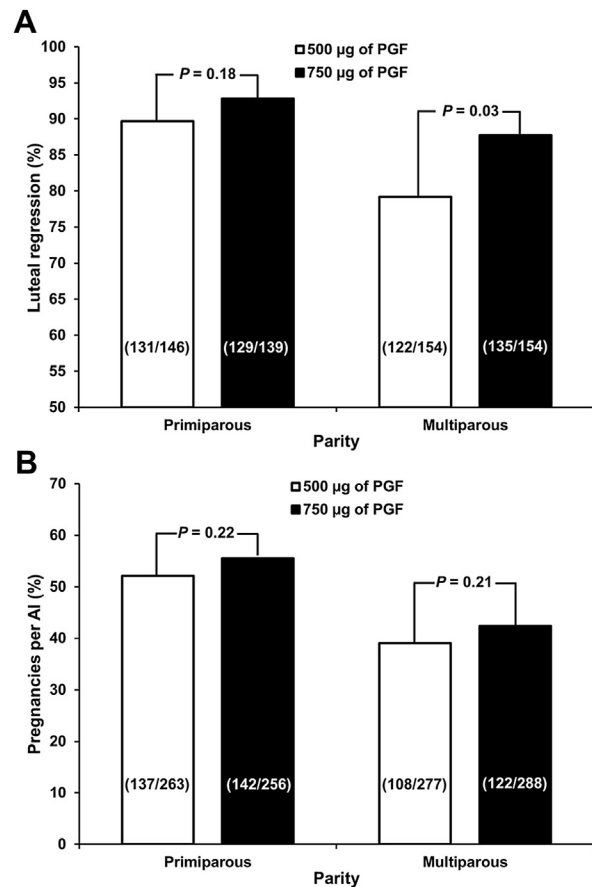 A
500 µg of PGF
750 µg of PGF
100
95
90
85
80
75
70
65
60
55
50
Luteal regression (%)
P = 0.18
P = 0.03
(131/146)
(129/139)
(122/154)
(135/154)
Primiparous
Multiparous
Parity
B
500 µg of PGF
750 µg of PGF
70
60
50
40
30
20
10
0
Pregnancies per AI (%)
P = 0.22
P = 0.21
(137/263)
(142/256)
(108/277)
(122/288)
Primiparous
Multiparous
Parity